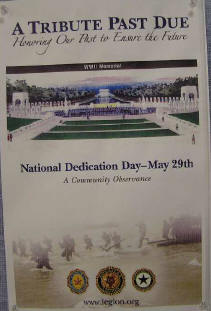 A TRIBUTE PAST DUE
Honoring Our Past to Ensure the Future
WWII Memorial
National Dedication Day–May 29th
A Community Observance
www.legion.org